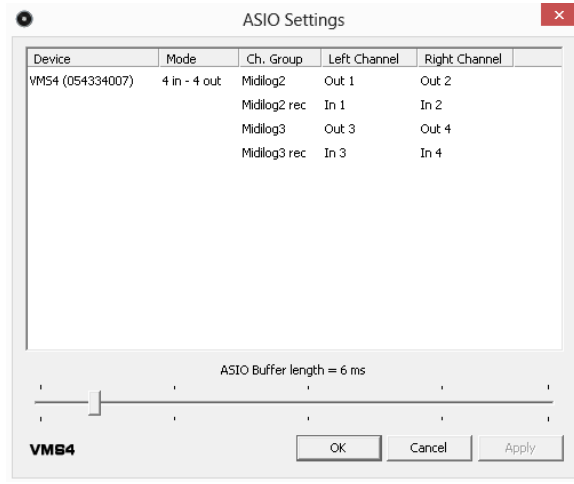 ASIO Settings
Device Mode Ch. Group Left Channel Right Channel
VMS4 (054334007) 4 in - 4 out Midilog2 Out 1 Out 2
Midilog2 rec In 1 In 2
Midilog3 Out 3 Out 4
Midilog3 rec In 3 In 4
ASIO Buffer length = 6 ms
VMS4 OK Cancel Apply